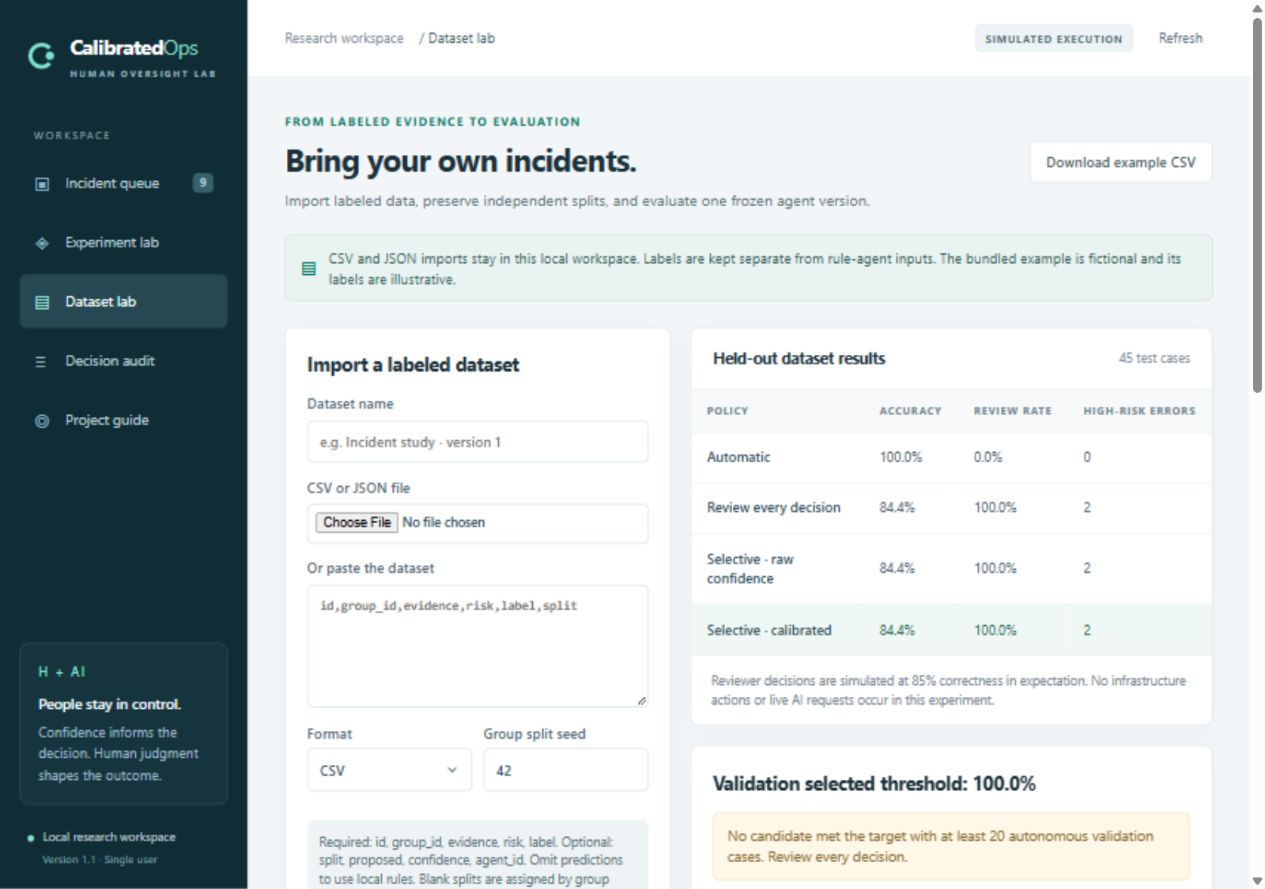 CalibratedOps
HUMAN OVERSIGHT LAB
WORKSPACE
Incident queue 9
Experiment lab
Dataset lab
Decision audit
Project guide
H + AI
People stay in control.
Confidence informs the
decision. Human judgment
shapes the outcome.
Local research workspace
Version 1.1 · Single user
Research workspace / Dataset lab
SIMULATED EXECUTION
Refresh
FROM LABELED EVIDENCE TO EVALUATION
Bring your own incidents.
Import labeled data, preserve independent splits, and evaluate one frozen agent version.
Download example CSV
CSV and JSON imports stay in this local workspace. Labels are kept separate from rule-agent inputs. The bundled example is fictional and its
labels are illustrative.
Import a labeled dataset
Dataset name
e.g. Incident study · version 1
CSV or JSON file
Choose File No file chosen
Or paste the dataset
id,group_id,evidence,risk,label,split
Format Group split seed
CSV 42
Required: id, group_id, evidence, risk, label. Optional:
split, proposed, confidence, agent_id. Omit predictions
to use local rules. Blank splits are assigned by group
Held-out dataset results 45 test cases
POLICY ACCURACY REVIEW RATE HIGH-RISK ERRORS
Automatic 100.0% 0.0% 0
Review every decision 84.4% 100.0% 2
Selective · raw
confidence 84.4% 100.0% 2
Selective · calibrated 84.4% 100.0% 2
Reviewer decisions are simulated at 85% correctness in expectation. No infrastructure
actions or live AI requests occur in this experiment.
Validation selected threshold: 100.0%
No candidate met the target with at least 20 autonomous validation
cases. Review every decision.